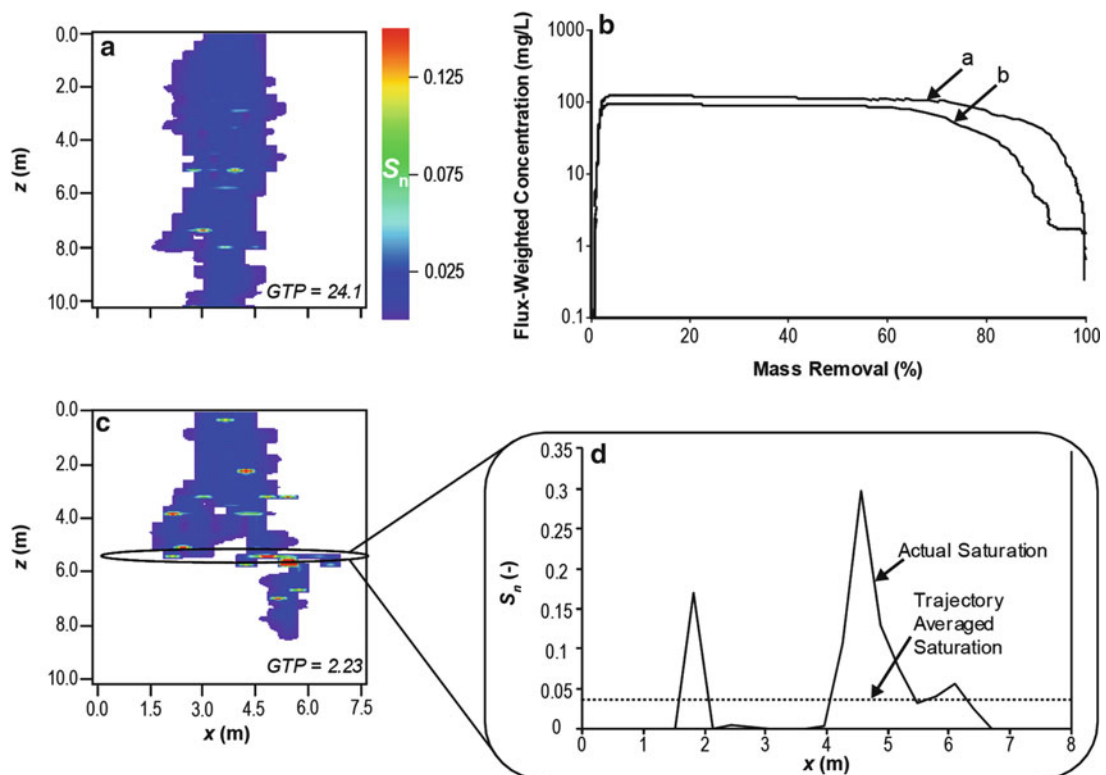 a
0.0
2.0
4.0
6.0
8.0
10.0
z (m)
GTP = 24.1
0.125
0.075
0.025
Sn
b
1000
100
10
1
0.1
Flux-Weighted Concentration (mg/L)
a
b
0
20
40
60
80
100
Mass Removal (%)
c
0.0
2.0
4.0
6.0
8.0
10.0
z (m)
GTP = 2.23
0.0
1.5
3.0
4.5
6.0
7.5
x (m)
d
0.35
0.3
0.25
0.2
0.15
0.1
0.05
0
Sn (-)
Actual Saturation
Trajectory
Averaged
Saturation
0
1
2
3
4
5
6
7
8
x (m)